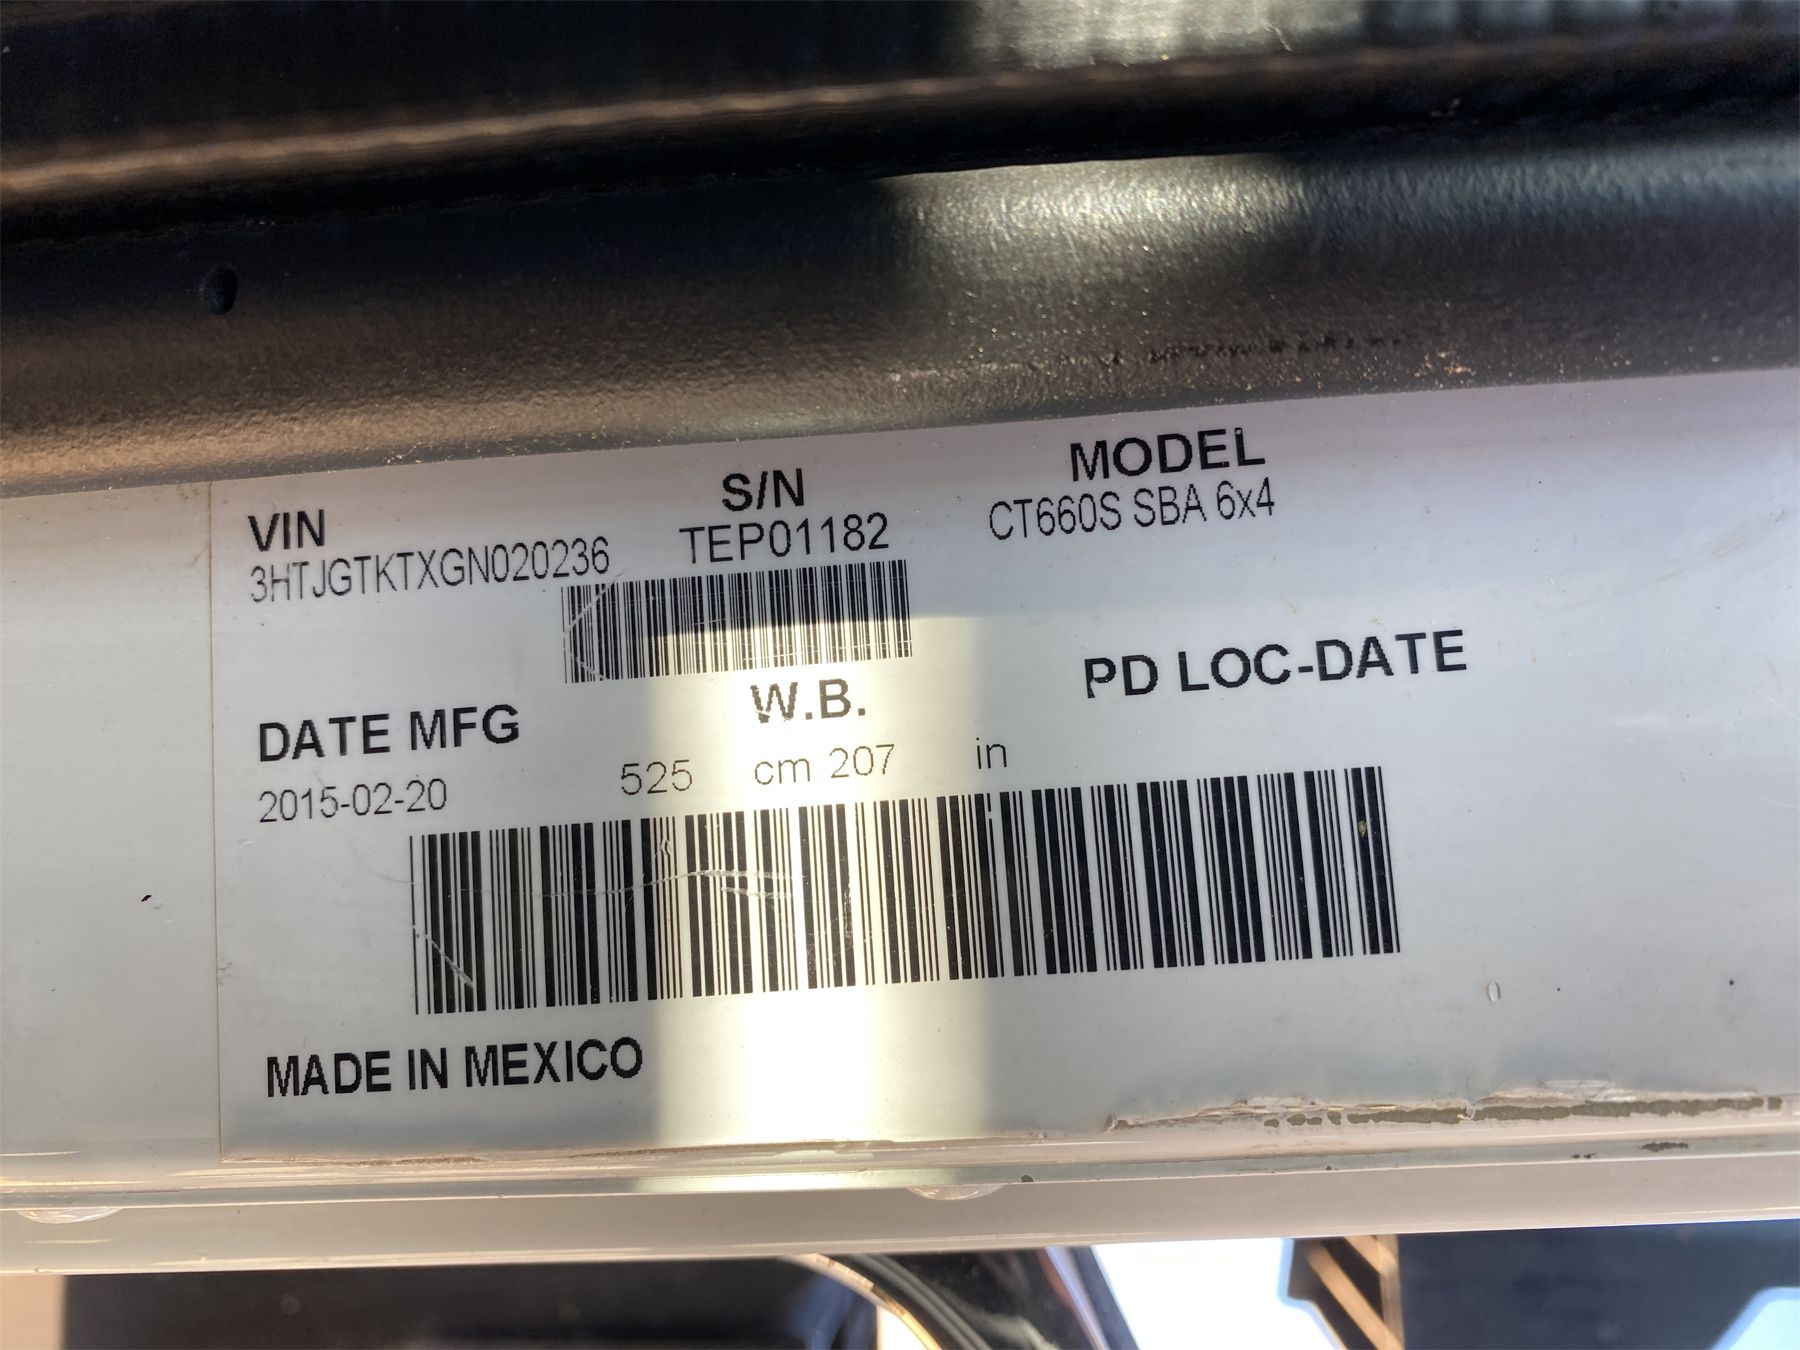 VIN
3HTJGTKTXGN020236
S/N
TEP01182
MODEL
CT660S SBA 6x4
DATE MFG
2015-02-20
W.B.
525 cm 207 in
PD LOC-DATE
MADE IN MEXICO